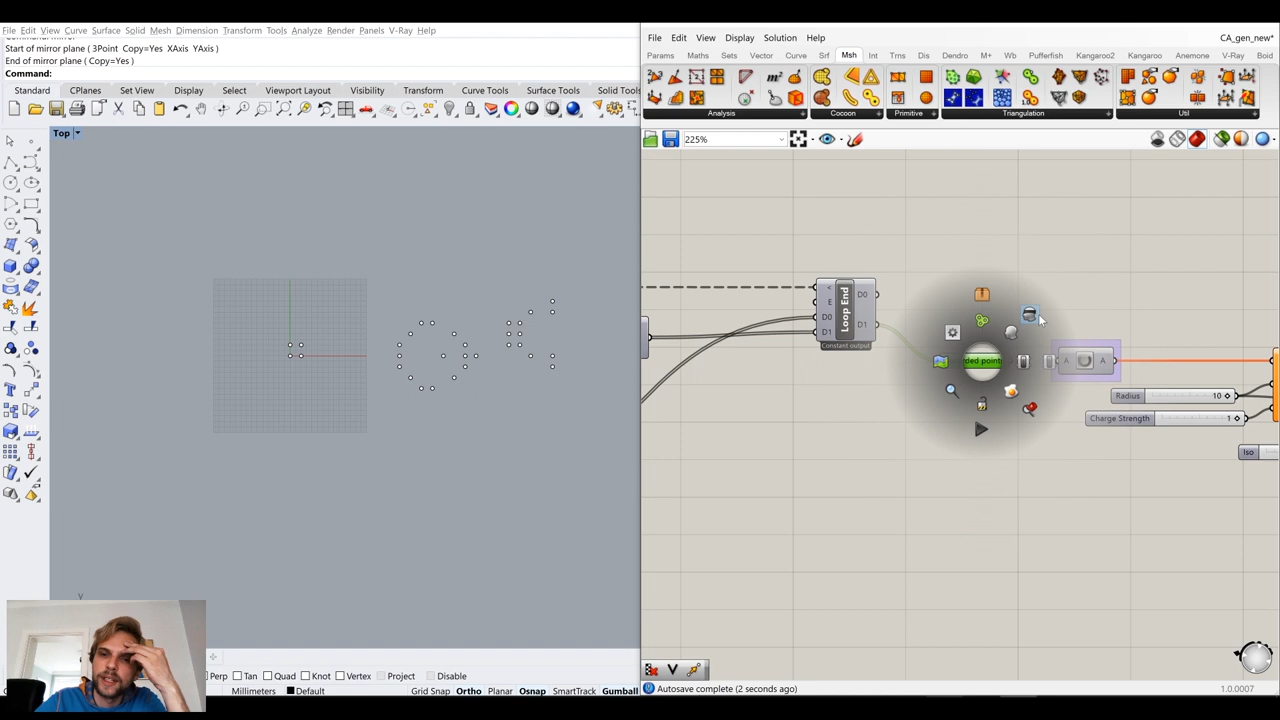 File Edit View Curve Surface Solid Mesh Dimension Transform Tools Analyze Render Panels V-Ray Help
Start of mirror plane ( 3Point Copy=Yes XAxis YAxis )
End of mirror plane ( Copy=Yes )
Command:
Standard CPlanes Set View Display Select Viewport Layout Visibility Transform Curve Tools Surface Tools Solid Tools
Top
y
Perp Tan Quad Knot Vertex Project Disable
Millimeters Default Grid Snap Ortho Planar Osnap SmartTrack Gumball
File Edit View Display Solution Help CA_gen_new*
Params Maths Sets Vector Curve Srf Msh Int Trns Dis Dendro M+ Wb Pufferfish Kangaroo2 Kangaroo Anemone V-Ray Boid
Analysis Cocoon Primitive Triangulation Util
225%
< E D0 D1 Loop End D0 D1
Constant output
ded point
A A
Radius 10
Charge Strength 1
Iso
Autosave complete (2 seconds ago) 1.0.0007